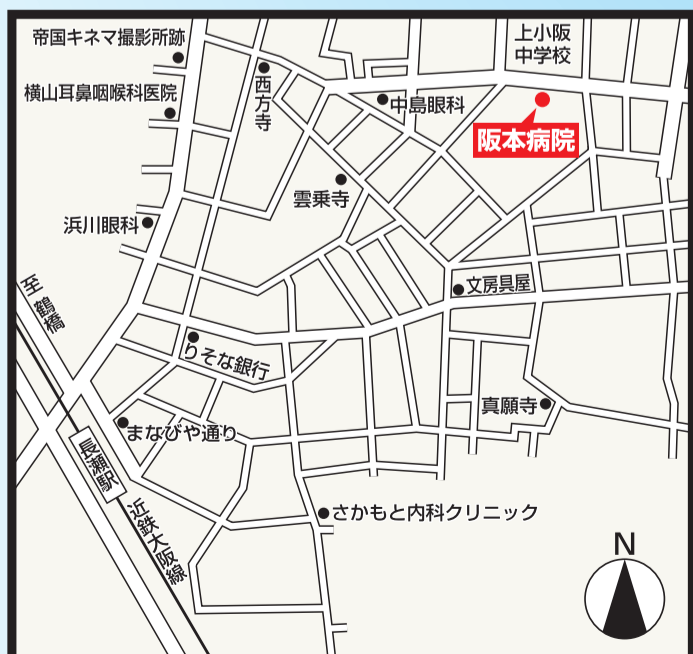 帝国キネマ撮影所跡
上小阪
中学校
横山耳鼻咽喉科医院
西方寺
中島眼科
阪本病院
雲乗寺
浜川眼科
至 鶴橋
文房具屋
りそな銀行
真願寺
まなびや通り
長瀬駅
近鉄大阪線
さかもと内科クリニック
N